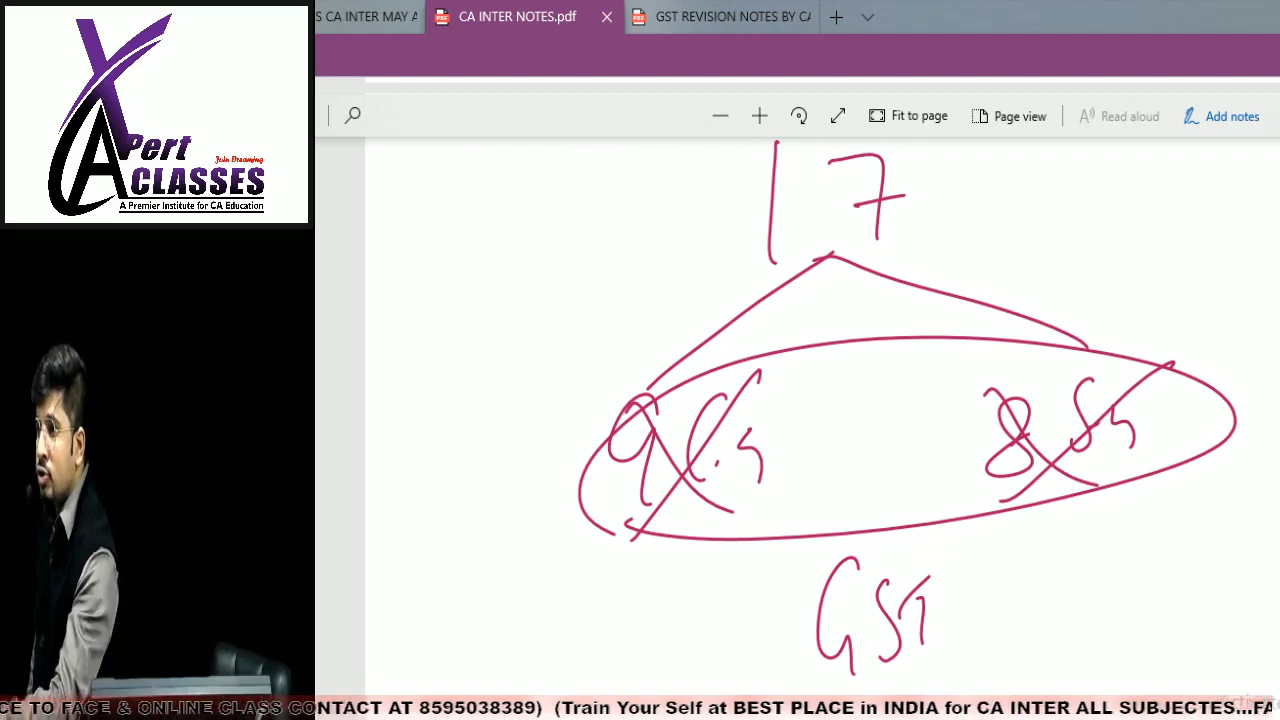 S CA INTER MAY A
CA INTER NOTES.pdf
GST REVISION NOTES BY CA
Fit to page
Page view
Read aloud
Add notes
XPert
Join Dreaming
CA CLASSES
A Premier Institute for CA Education
17
9 C.G 8 SG
GST
CE TO FACE & ONLINE CLASS CONTACT AT 8595038389) (Train Your Self at BEST PLACE in INDIA for CA INTER ALL SUBJECTES...FA